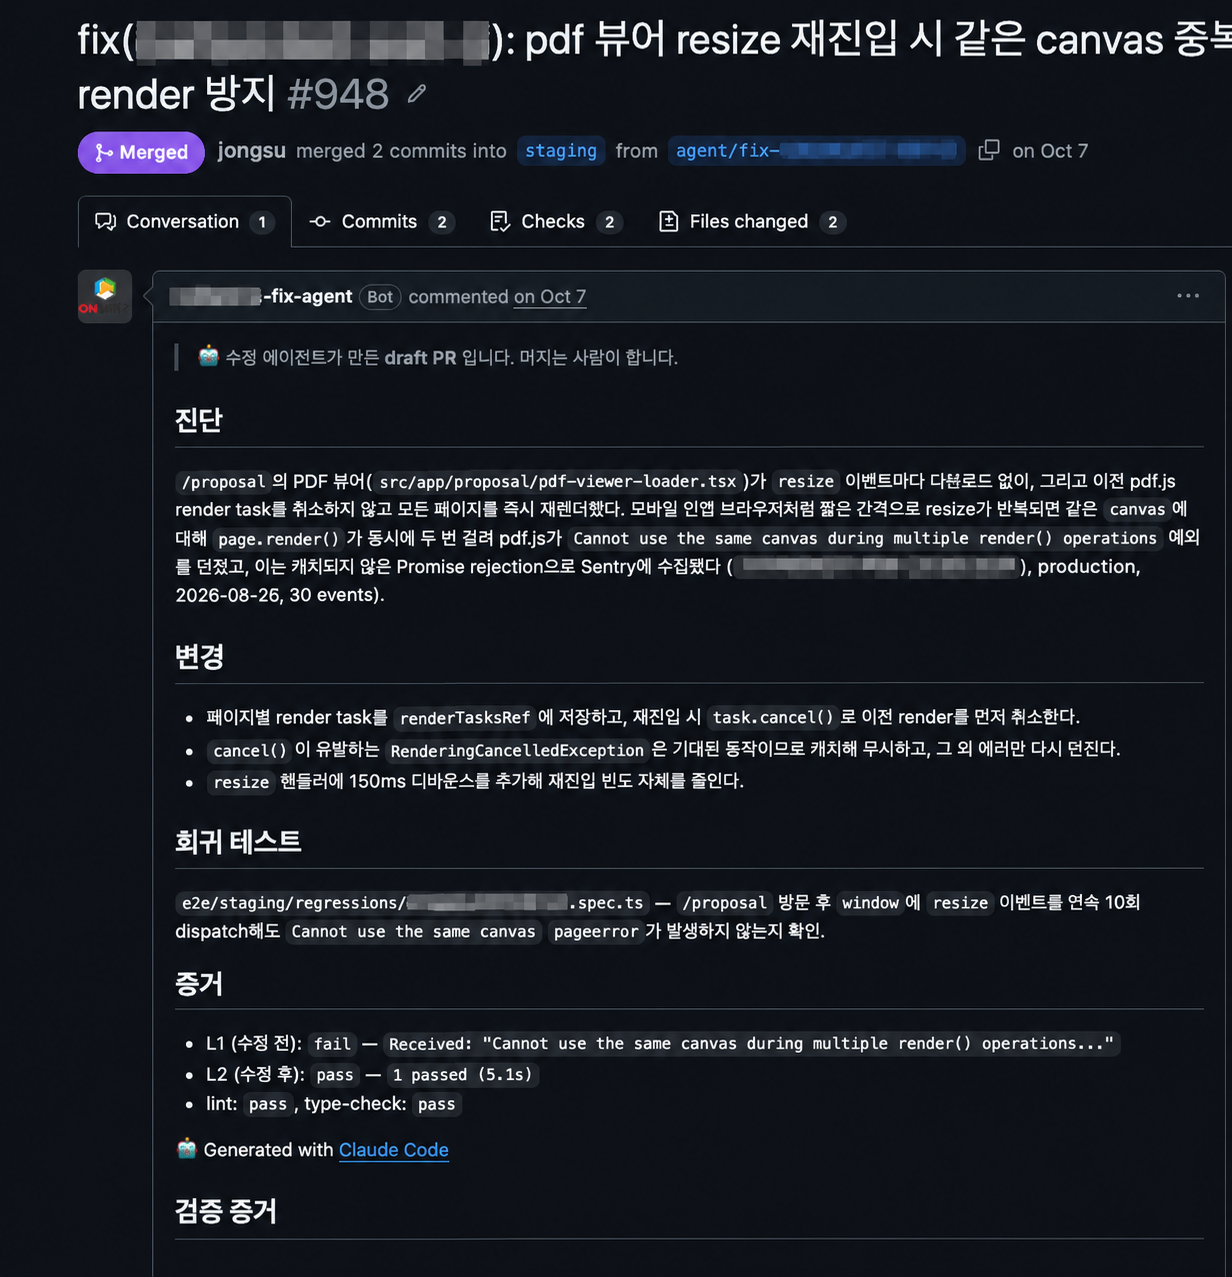 fix( ): pdf 뷰어 resize 재진입 시 같은 canvas 중복
render 방지 #948
Merged jongsu merged 2 commits into staging from agent/fix- on Oct 7
Conversation 1 Commits 2 Checks 2 Files changed 2
-fix-agent Bot commented on Oct 7
ON
수정 에이전트가 만든 draft PR 입니다. 머지는 사람이 합니다.
진단
/proposal 의 PDF 뷰어( src/app/proposal/pdf-viewer-loader.tsx )가 resize 이벤트마다 없이, 그리고 이전 pdf.js
render task를 취소하지 않고 모든 페이지를 즉시 재렌더했다. 모바일 인앱 브라우저처럼 짧은 간격으로 resize가 반복되면 같은 canvas 에
대해 page.render() 가 동시에 두 번 걸려 pdf.js가 Cannot use the same canvas during multiple render() operations 예외
를 던졌고, 이는 캐치되지 않은 Promise rejection으로 Sentry에 수집됐다 ( ), production,
2026-08-26, 30 events).
변경
페이지별 render task를 renderTasksRef 에 저장하고, 재진입 시 task.cancel() 로 이전 render를 먼저 취소한다.
cancel() 이 유발하는 RenderingCancelledException 은 기대된 동작이므로 캐치해 무시하고, 그 외 에러만 다시 던진다.
resize 핸들러에 150ms 디바운스를 추가해 재진입 빈도 자체를 줄인다.
회귀 테스트
e2e/staging/regressions/ .spec.ts — /proposal 방문 후 window 에 resize 이벤트를 연속 10회
dispatch해도 Cannot use the same canvas pageerror 가 발생하지 않는지 확인.
증거
L1 (수정 전): fail — Received: "Cannot use the same canvas during multiple render() operations..."
L2 (수정 후): pass — 1 passed (5.1s)
lint: pass , type-check: pass
Generated with Claude Code
검증 증거